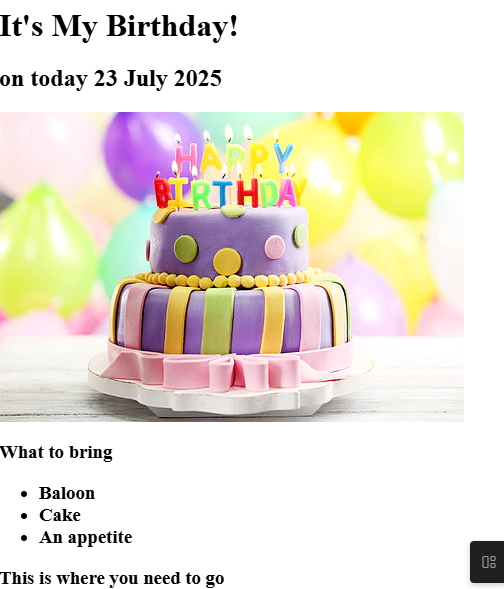 It's My Birthday!
on today 23 July 2025
HAPPY
BIRTHDAY
What to bring
Baloon
Cake
An appetite
This is where you need to go